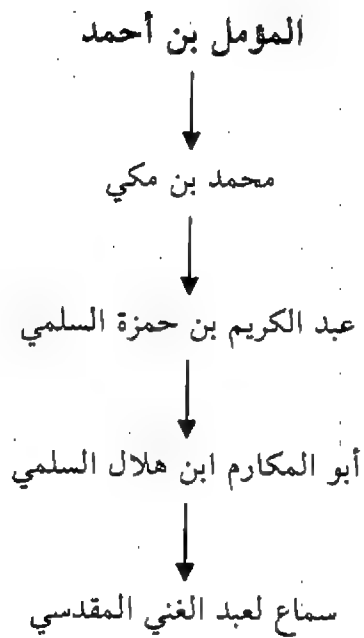 المؤمل بن أحمد
محمد بن مكي
عبد الكريم بن حمزة السلمي
أبو المكارم ابن هلال السلمي
سماع لعبد الغني المقدسي